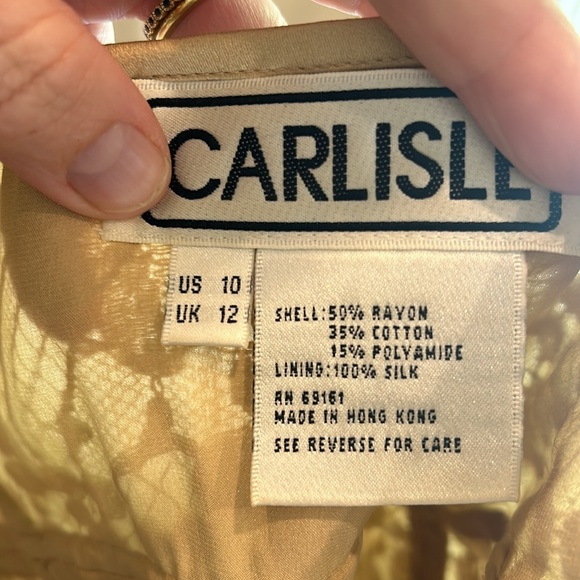 CARLISLE
US 10
UK 12
SHELL:50% RAYON
35% COTTON
15% POLYAMIDE
LINING:100% SILK
RN 69161
MADE IN HONG KONG
SEE REVERSE FOR CARE